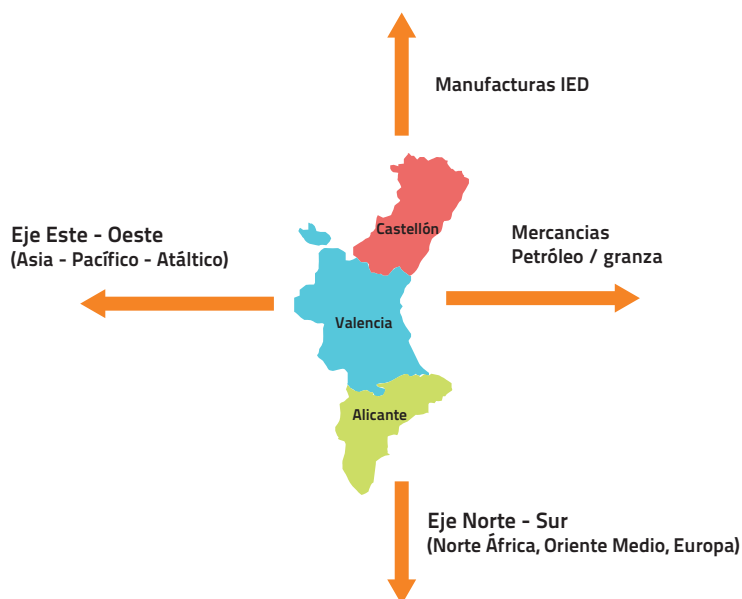 Manufacturas IED
Castellón
Eje Este - Oeste
(Asia - Pacífico - Atáltico)
Mercancias
Petróleo / granza
Valencia
Alicante
Eje Norte - Sur
(Norte África, Oriente Medio, Europa)